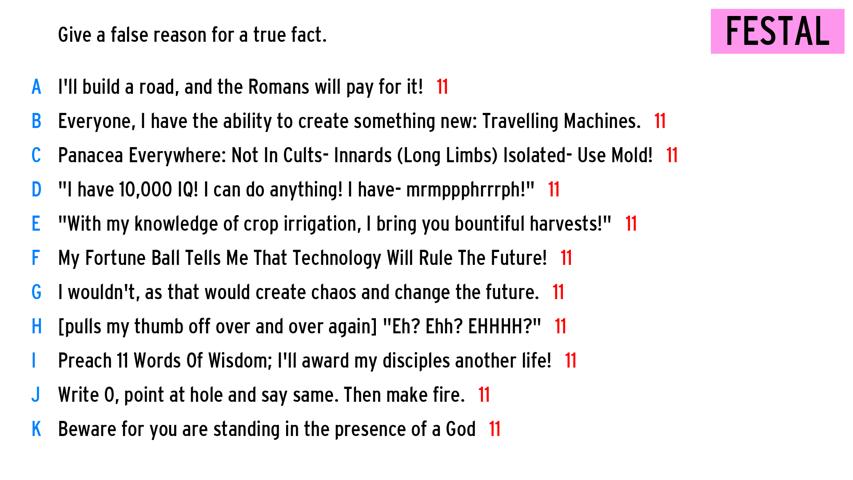 Give a false reason for a true fact.
FESTAL
A I'll build a road, and the Romans will pay for it! 11
B Everyone, I have the ability to create something new: Travelling Machines. 11
C Panacea Everywhere: Not In Cults- Innards (Long Limbs) Isolated- Use Mold! 11
D "I have 10,000 IQ! I can do anything! I have- mrmppphrrrph!" 11
E "With my knowledge of crop irrigation, I bring you bountiful harvests!" 11
F My Fortune Ball Tells Me That Technology Will Rule The Future! 11
G I wouldn't, as that would create chaos and change the future. 11
H [pulls my thumb off over and over again] "Eh? Ehh? EHHHH?" 11
I Preach 11 Words Of Wisdom; I'll award my disciples another life! 11
J Write 0, point at hole and say same. Then make fire. 11
K Beware for you are standing in the presence of a God 11